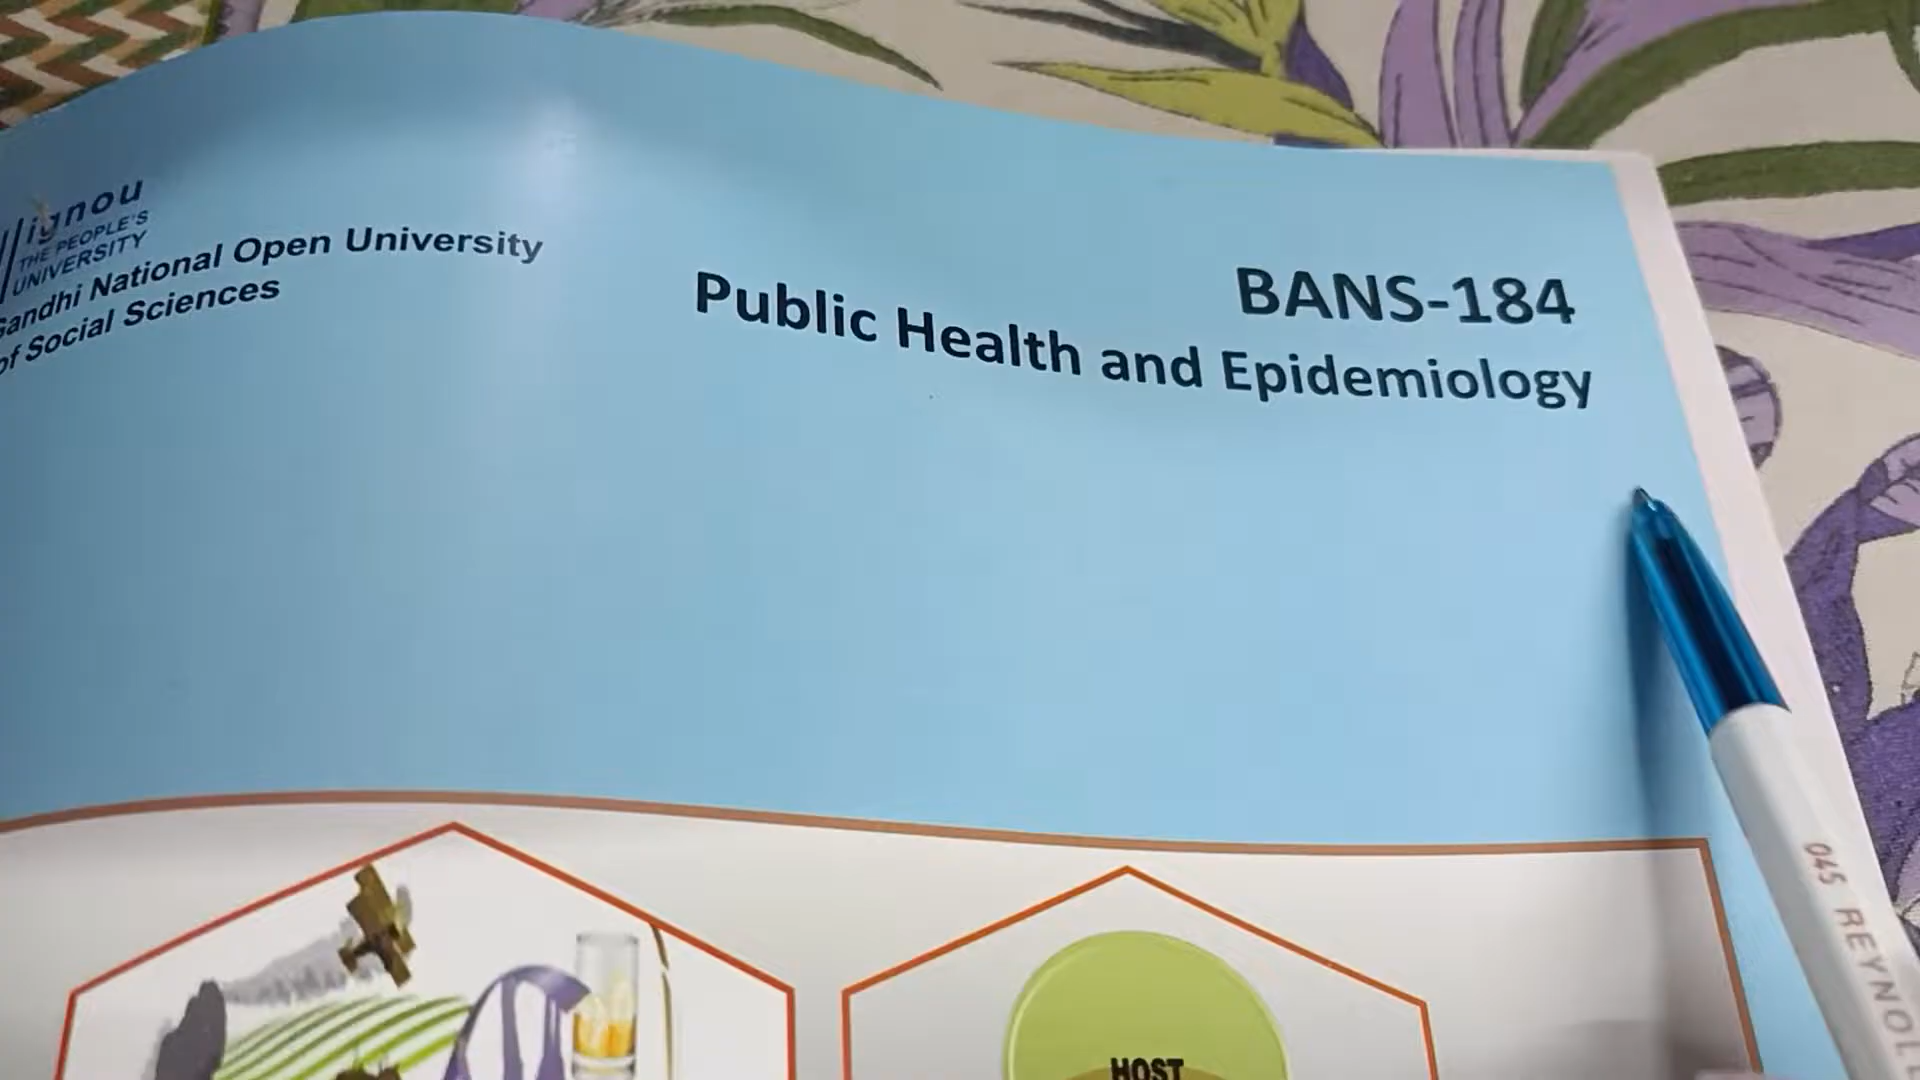 ignou
THE PEOPLE'S
UNIVERSITY
Gandhi National Open University
of Social Sciences
BANS-184
Public Health and Epidemiology
HOST
045 REYNOL